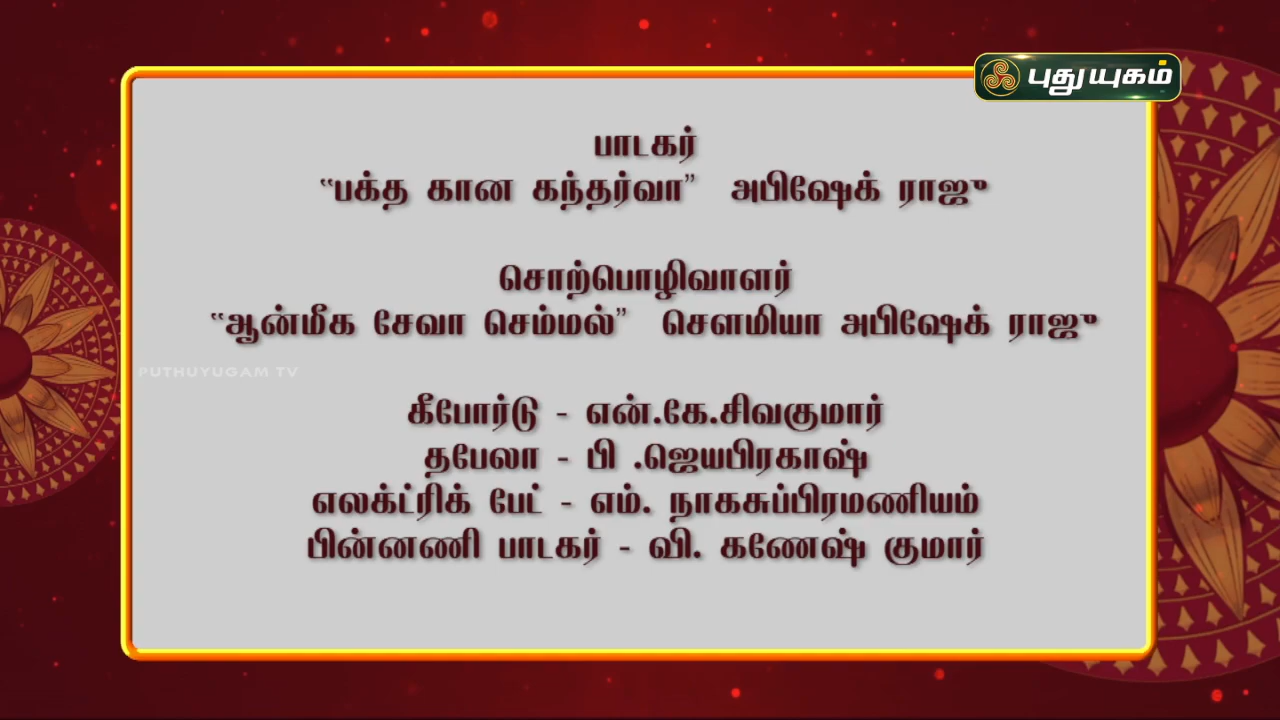 புதுயுகம்
பாடகர்
“பக்த கான கந்தர்வா” அபிஷேக் ராஜு
சொற்பொழிவாளர்
“ஆன்மீக சேவா செம்மல்” சௌமியா அபிஷேக் ராஜு
PUTHUYUGAM TV
கீபோர்டு - என்.கே.சிவகுமார்
தபேலா - பி .ஜெயபிரகாஷ்
எலக்ட்ரிக் பேட் - எம். நாகசுப்பிரமணியம்
பின்னணி பாடகர் - வி. கணேஷ் குமார்